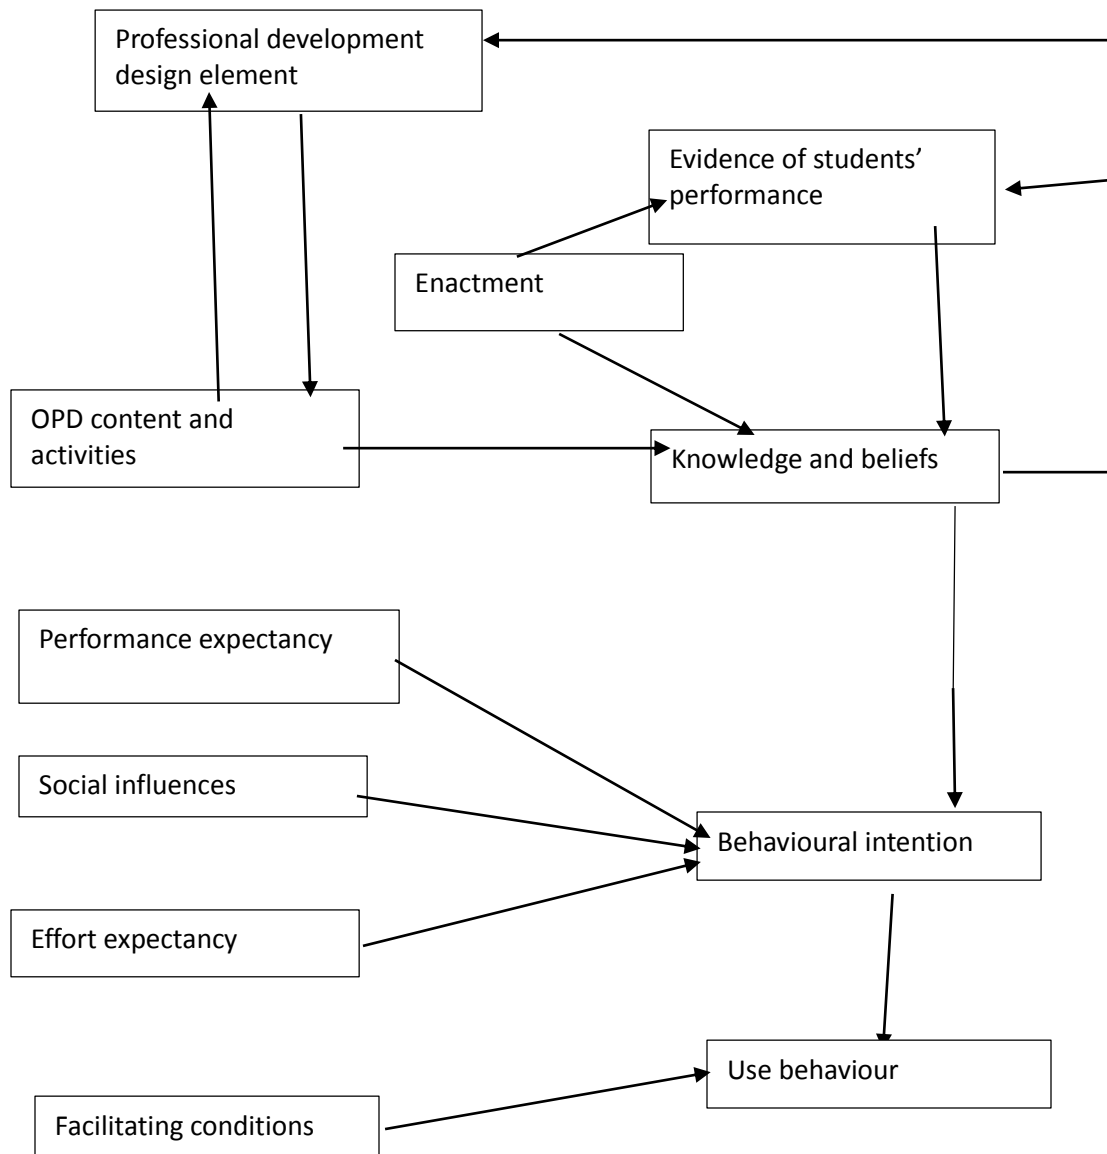 Professional development
design element
Evidence of students’
performance
Enactment
OPD content and
activities
Knowledge and beliefs
Performance expectancy
Social influences
Behavioural intention
Effort expectancy
Use behaviour
Facilitating conditions